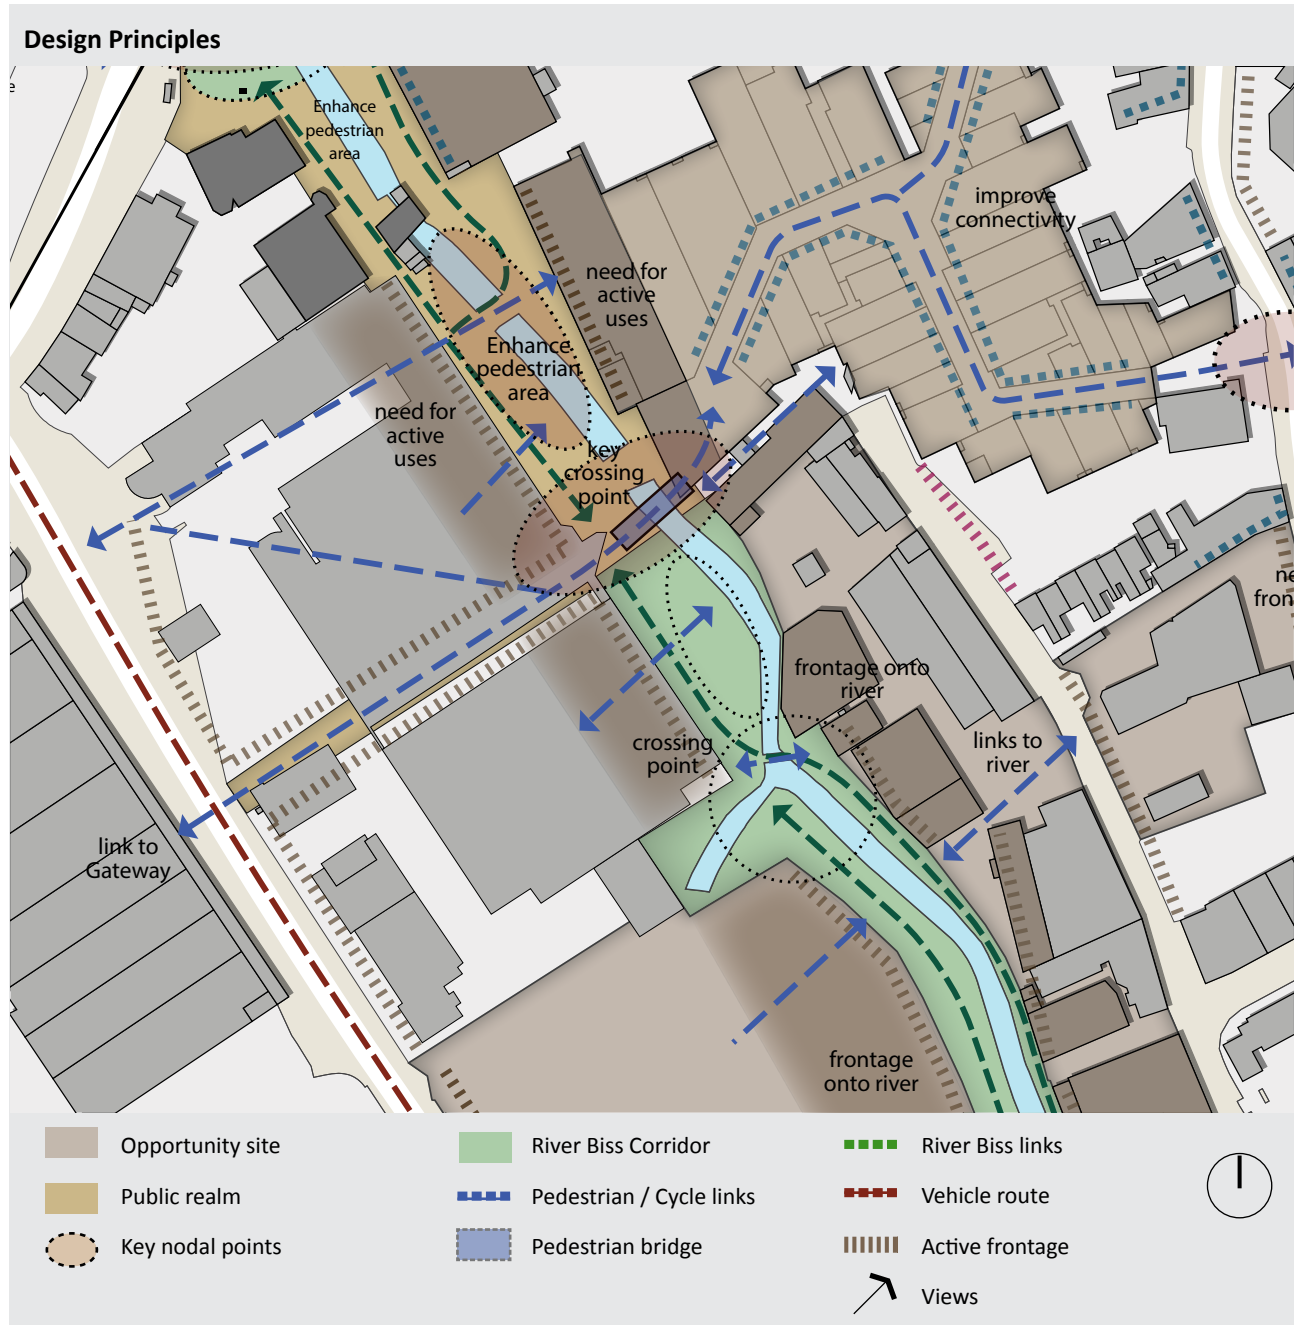 Design Principles
e
Enhance
pedestrian
area
improve
connectivity
need for
active
uses
Enhance
pedestrian
area
need for
active
uses
key
crossing
point
ne
fron
frontage onto
river
crossing
point
links to
river
link to
Gateway
frontage
onto river
Opportunity site
River Biss Corridor
River Biss links
Public realm
Pedestrian / Cycle links
Vehicle route
Key nodal points
Pedestrian bridge
Active frontage
Views